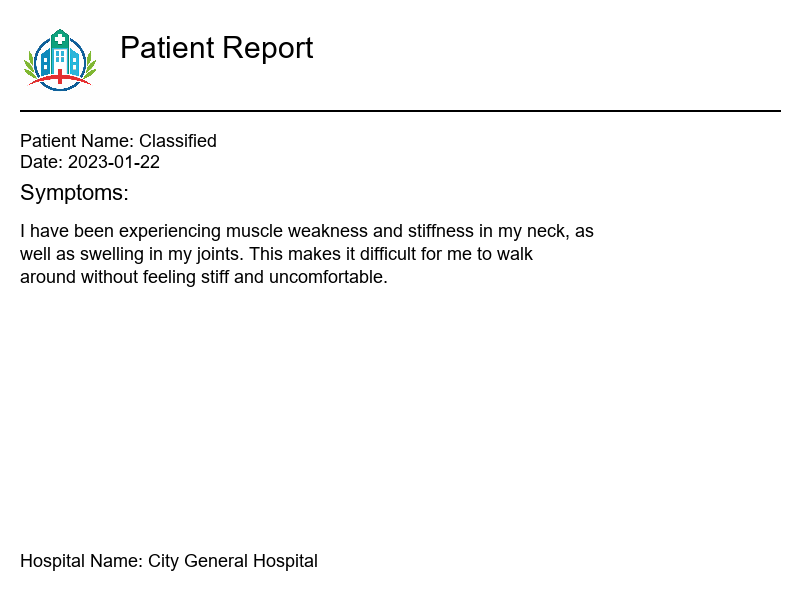 Patient Report
Patient Name: Classified
Date: 2023-01-22
Symptoms:
I have been experiencing muscle weakness and stiffness in my neck, as
well as swelling in my joints. This makes it difficult for me to walk
around without feeling stiff and uncomfortable.
Hospital Name: City General Hospital